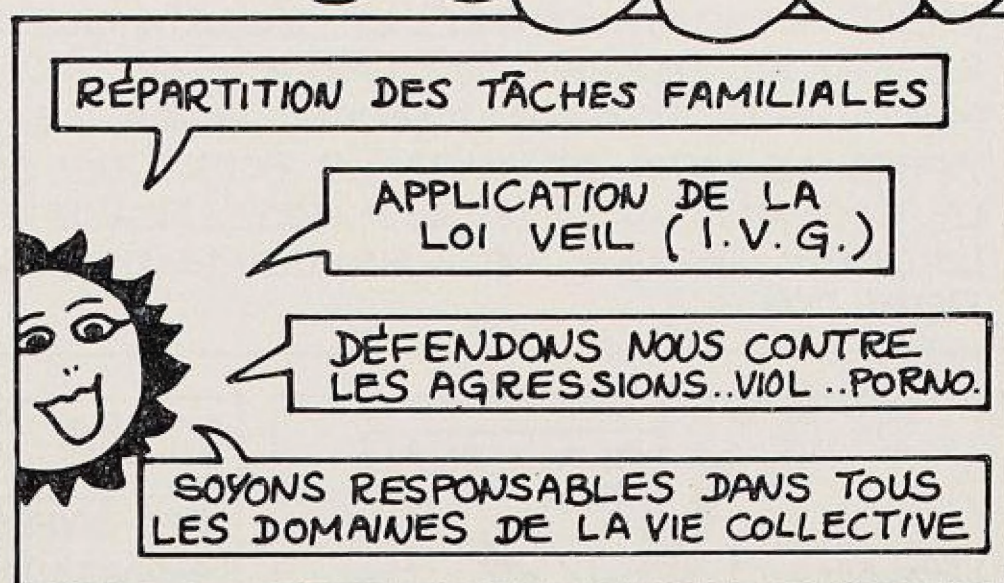 RÉPARTITION DES TÂCHES FAMILIALES
APPLICATION DE LA
LOI VEIL (I.V.G.)
DÉFENDONS NOUS CONTRE
LES AGRESSIONS..VIOL..PORNO.
SOYONS RESPONSABLES DANS TOUS
LES DOMAINES DE LA VIE COLLECTIVE